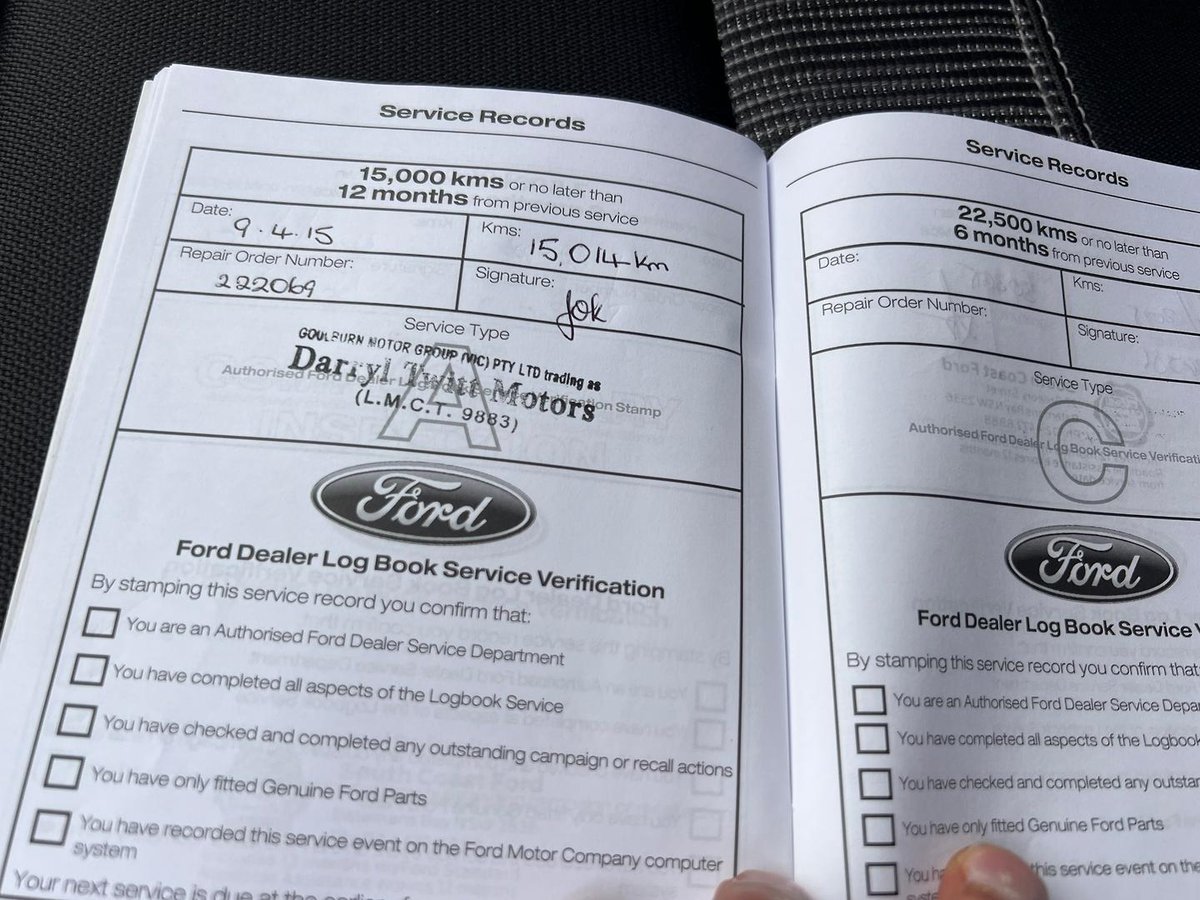 Service Records
15,000 kms or no later than
12 months from previous service
Date:
9.4.15
Kms:
15,014 km
Repair Order Number:
222069
Signature:
Jok
Service Type
A
GOULBURN MOTOR GROUP (VIC) PTY LTD trading as
Darryl Twitt Motors
(L.M.C.T. 9883)
Authorised Ford Dealer Log Stamp
Ford
Ford Dealer Log Book Service Verification
By stamping this service record you confirm that:
You are an Authorised Ford Dealer Service Department
You have completed all aspects of the Logbook Service
You have checked and completed any outstanding campaign or recall actions
You have only fitted Genuine Ford Parts
You have recorded this service event on the Ford Motor Company computer
system
Your next service is due at the
Service Records
22,500 kms or no later than
6 months from previous service
Date:
Kms:
Repair Order Number:
Signature:
Service Type
C
Authorised Ford Dealer Log Book Service Verificati
Ford
Ford Dealer Log Book Service V
By stamping this service record you confirm that
You are an Authorised Ford Dealer Service Depar
You have completed all aspects of the Logbook
You have checked and completed any outsta
You have only fitted Genuine Ford Parts
this service event on the